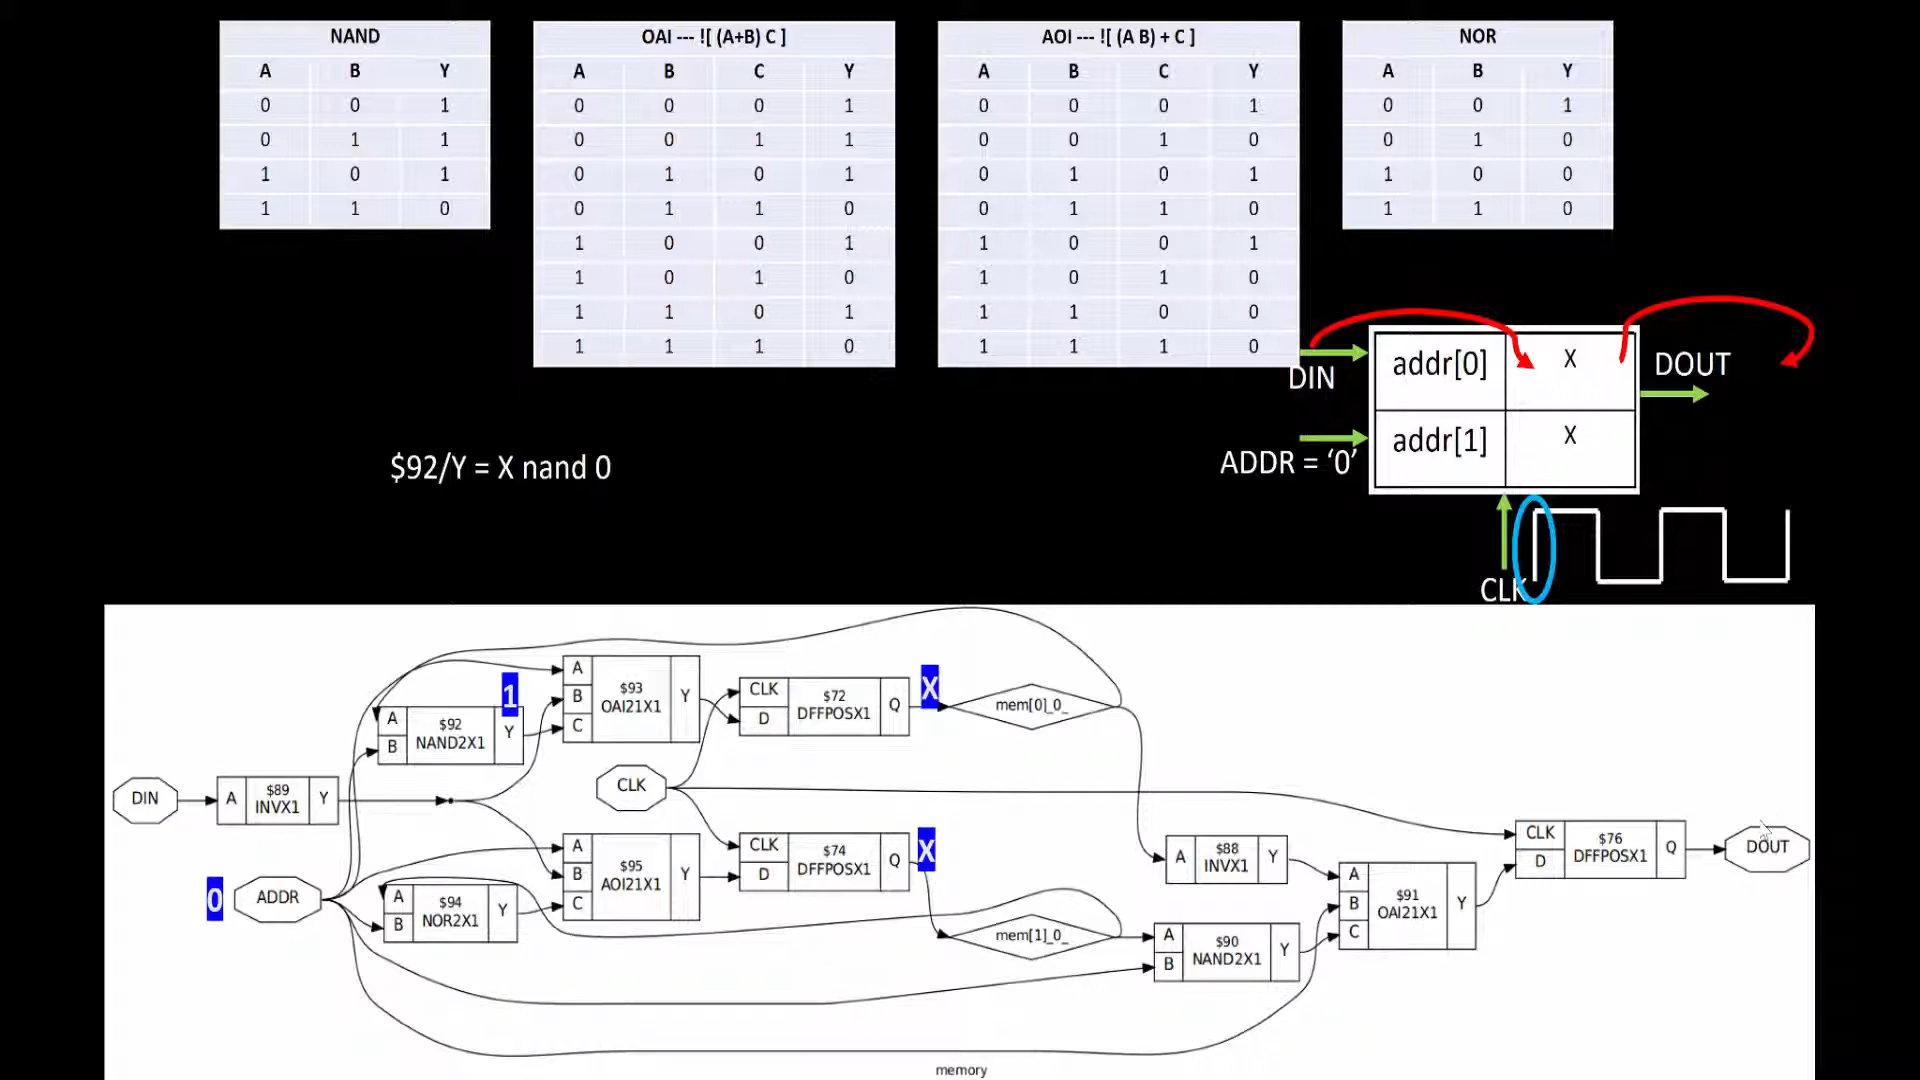 NAND
A B Y
0 0 1
0 1 1
1 0 1
1 1 0
OAI --- ![ (A+B) C ]
A B C Y
0 0 0 1
0 0 1 1
0 1 0 1
0 1 1 0
1 0 0 1
1 0 1 0
1 1 0 1
1 1 1 0
AOI --- ![ (A B) + C ]
A B C Y
0 0 0 1
0 0 1 0
0 1 0 1
0 1 1 0
1 0 0 1
1 0 1 0
1 1 0 0
1 1 1 0
NOR
A B Y
0 0 1
0 1 0
1 0 0
1 1 0
$92/Y = X nand 0
DIN
ADDR = ‘0’
addr[0] X
addr[1] X
DOUT
CLK
DIN
A $89 INVX1 Y
0
ADDR
1
A B $92 NAND2X1 Y
A B C $93 OAI21X1 Y
CLK D $72 DFFPOSX1 Q
X
mem[0]_0_
CLK
A B $94 NOR2X1 Y
A B C $95 AOI21X1 Y
CLK D $74 DFFPOSX1 Q
X
mem[1]_0_
A $88 INVX1 Y
A B $90 NAND2X1 Y
A B C $91 OAI21X1 Y
CLK D $76 DFFPOSX1 Q
DOUT
memory